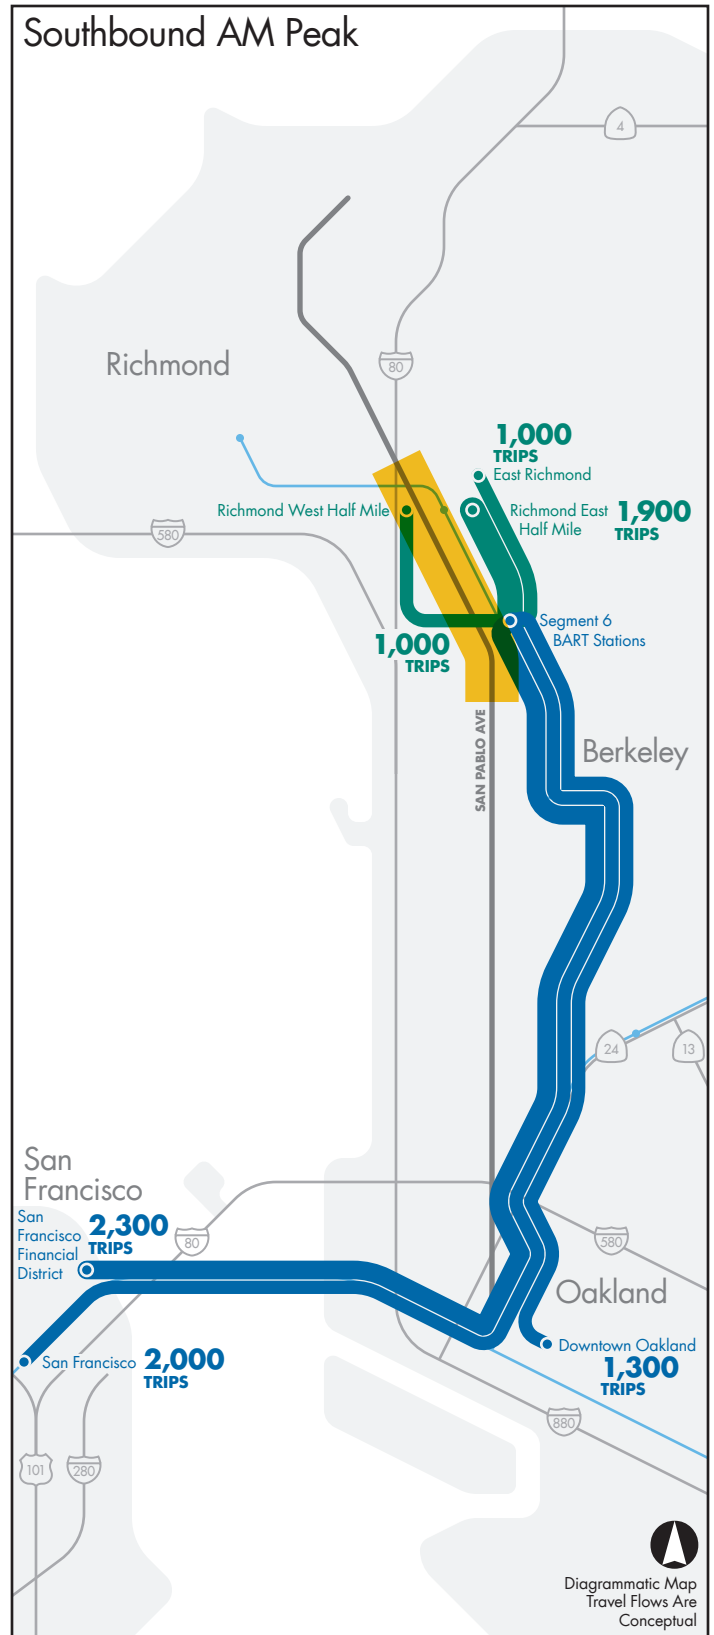 Southbound AM Peak
4
Richmond
80
1,000
TRIPS
East Richmond
Richmond West Half Mile
Richmond East
Half Mile
1,900
TRIPS
580
Segment 6
BART Stations
1,000
TRIPS
SAN PABLO AVE
Berkeley
24
13
San
Francisco
San
Francisco
Financial
District
2,300
TRIPS
80
580
Oakland
San Francisco
2,000
TRIPS
Downtown Oakland
1,300
TRIPS
880
101
280
Diagrammatic Map
Travel Flows Are
Conceptual